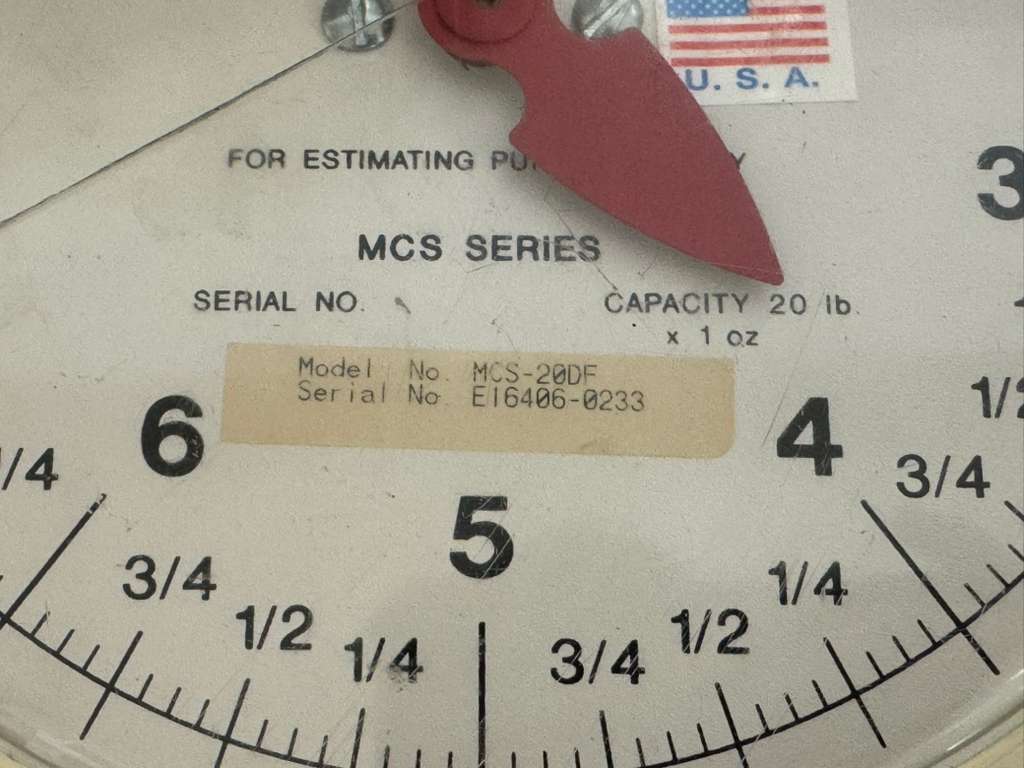 U. S. A.
FOR ESTIMATING
MCS SERIES
SERIAL NO.
CAPACITY 20 lb.
x 1 oz
Model No. MCS-20DF
Serial No. E16406-0233
3
1/4
6
4
1/2
3/4
5
3/4
1/2
1/4
3/4
1/2
1/4